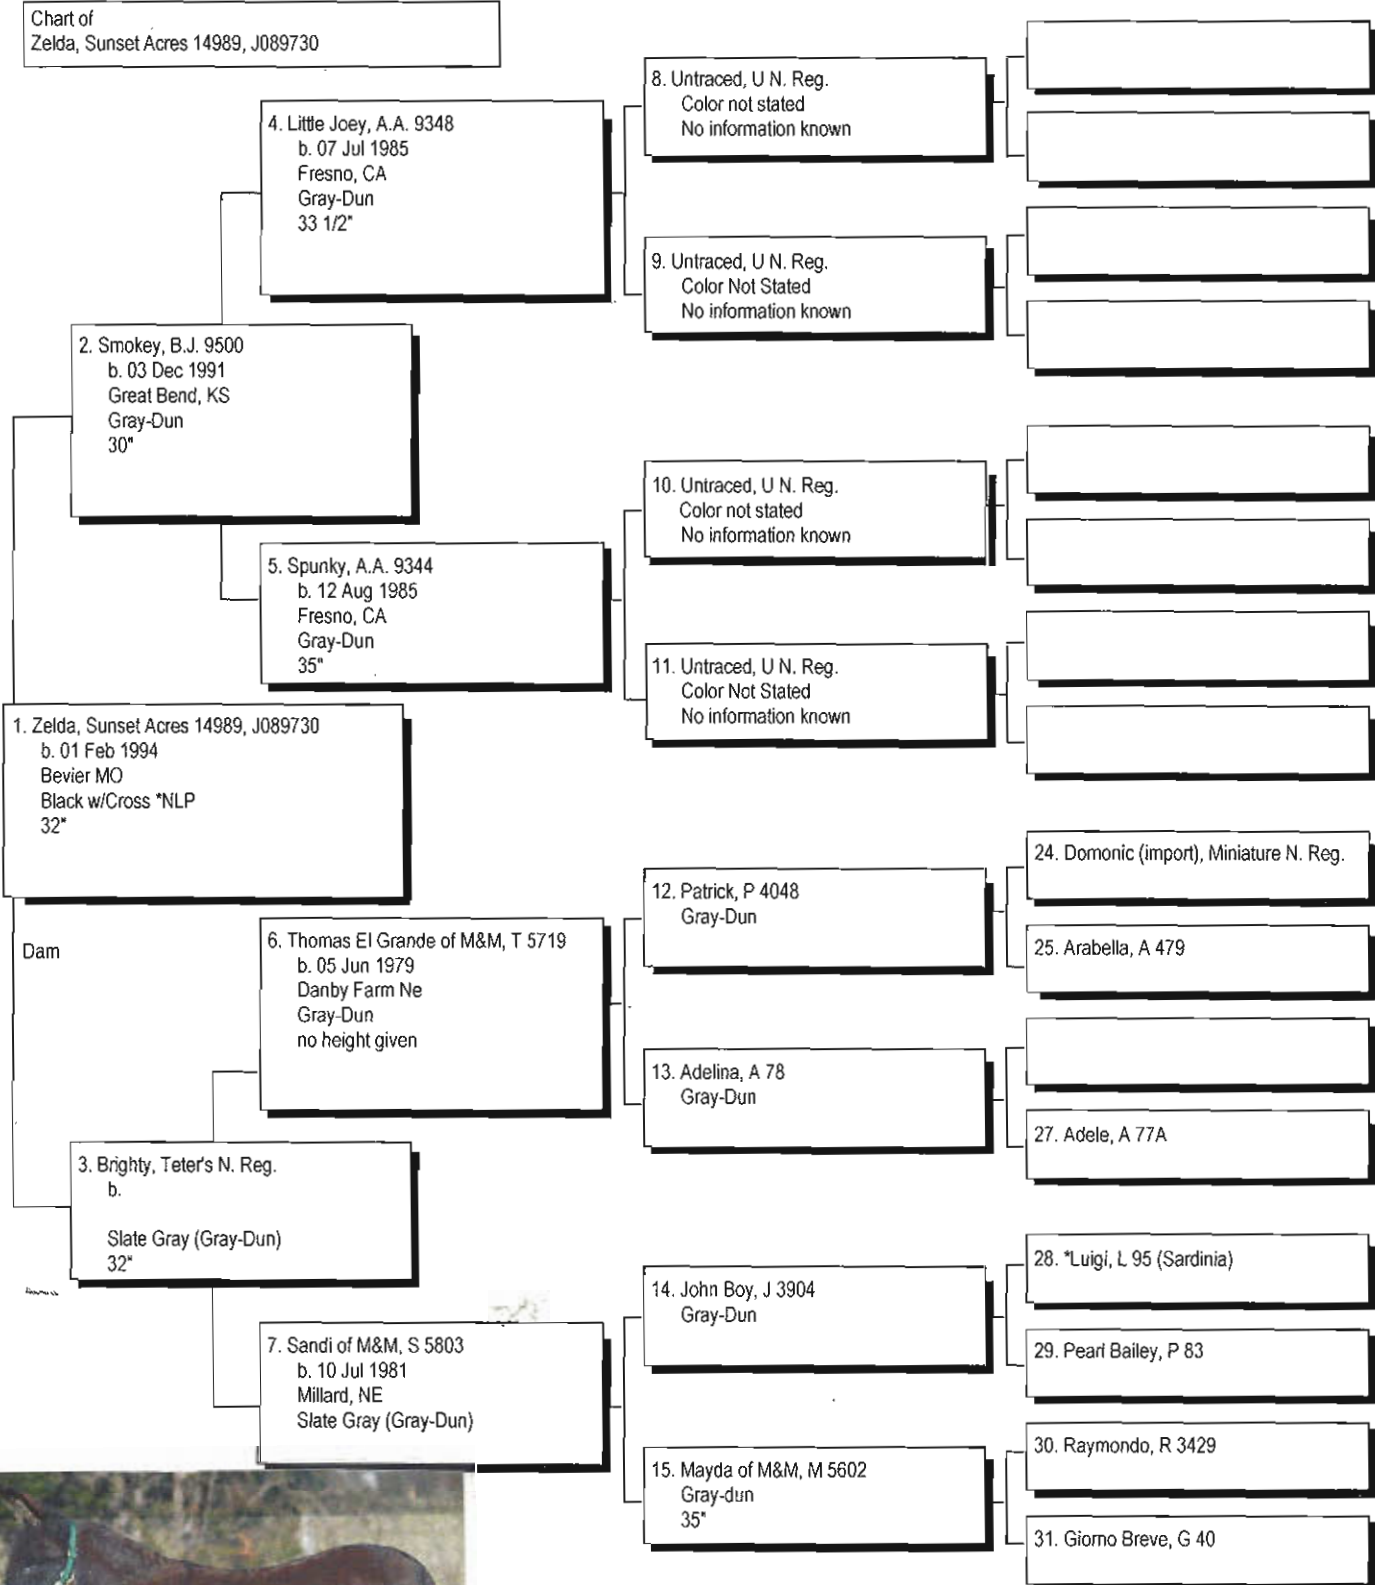 Chart of
Zelda, Sunset Acres 14989, J089730
8. Untraced, U N. Reg.
Color not stated
No information known
4. Little Joey, A.A. 9348
b. 07 Jul 1985
Fresno, CA
Gray-Dun
33 1/2"
9. Untraced, U N. Reg.
Color Not Stated
No information known
2. Smokey, B.J. 9500
b. 03 Dec 1991
Great Bend, KS
Gray-Dun
30"
10. Untraced, U N. Reg.
Color not stated
No information known
5. Spunky, A.A. 9344
b. 12 Aug 1985
Fresno, CA
Gray-Dun
35"
11. Untraced, U N. Reg.
Color Not Stated
No information known
1. Zelda, Sunset Acres 14989, J089730
b. 01 Feb 1994
Bevier MO
Black w/Cross *NLP
32"
24. Domonic (import), Miniature N. Reg.
12. Patrick, P 4048
Gray-Dun
25. Arabella, A 479
Dam
6. Thomas El Grande of M&M, T 5719
b. 05 Jun 1979
Danby Farm Ne
Gray-Dun
no height given
13. Adelina, A 78
Gray-Dun
27. Adele, A 77A
3. Brighty, Teter's N. Reg.
b.
Slate Gray (Gray-Dun)
32"
28. *Luigi, L 95 (Sardinia)
14. John Boy, J 3904
Gray-Dun
29. Pearl Bailey, P 83
7. Sandi of M&M, S 5803
b. 10 Jul 1981
Millard, NE
Slate Gray (Gray-Dun)
30. Raymondo, R 3429
15. Mayda of M&M, M 5602
Gray-dun
35"
31. Giorno Breve, G 40